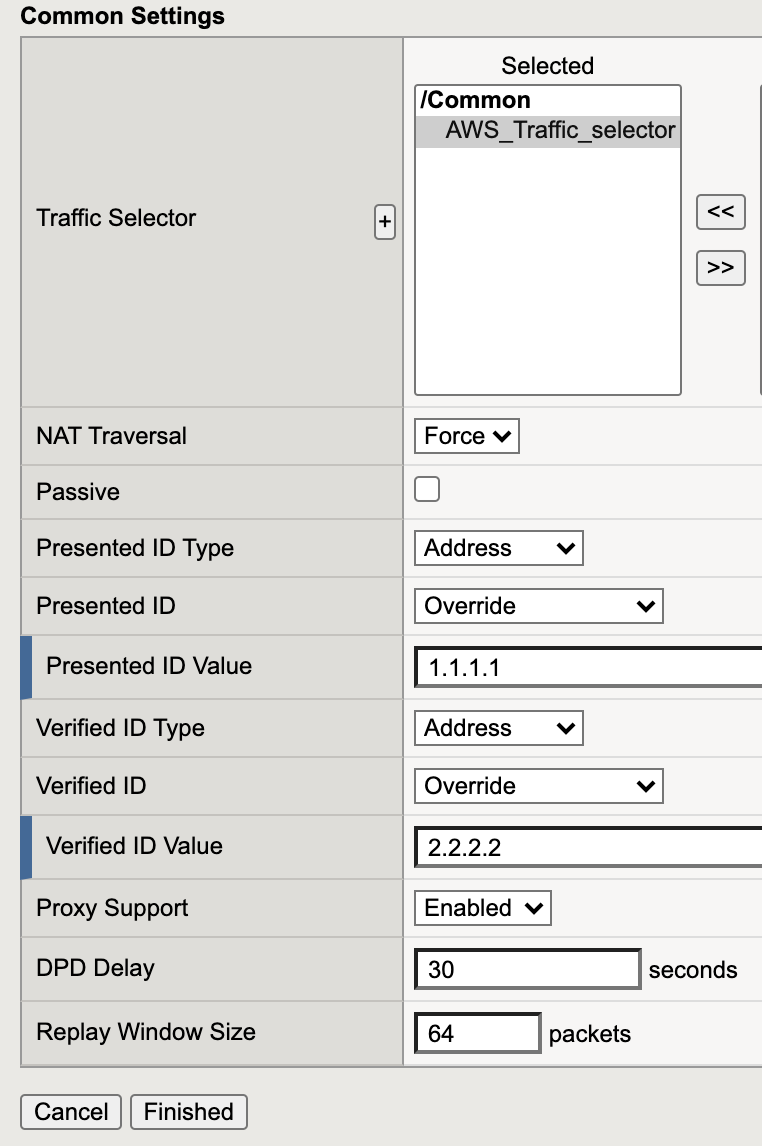 Common Settings
Selected
/Common
AWS_Traffic_selector
Traffic Selector
+
<<
>>
NAT Traversal Force
Passive
Presented ID Type Address
Presented ID Override
Presented ID Value 1.1.1.1
Verified ID Type Address
Verified ID Override
Verified ID Value 2.2.2.2
Proxy Support Enabled
DPD Delay 30 seconds
Replay Window Size 64 packets
Cancel Finished